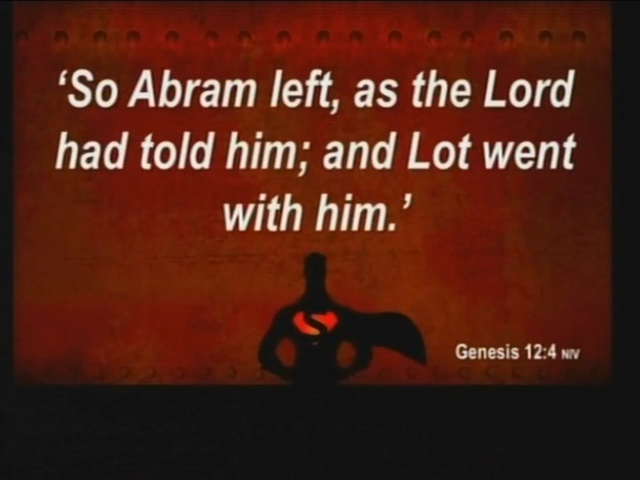 ‘So Abram left, as the Lord
had told him; and Lot went
with him.’
S
Genesis 12:4 NIV